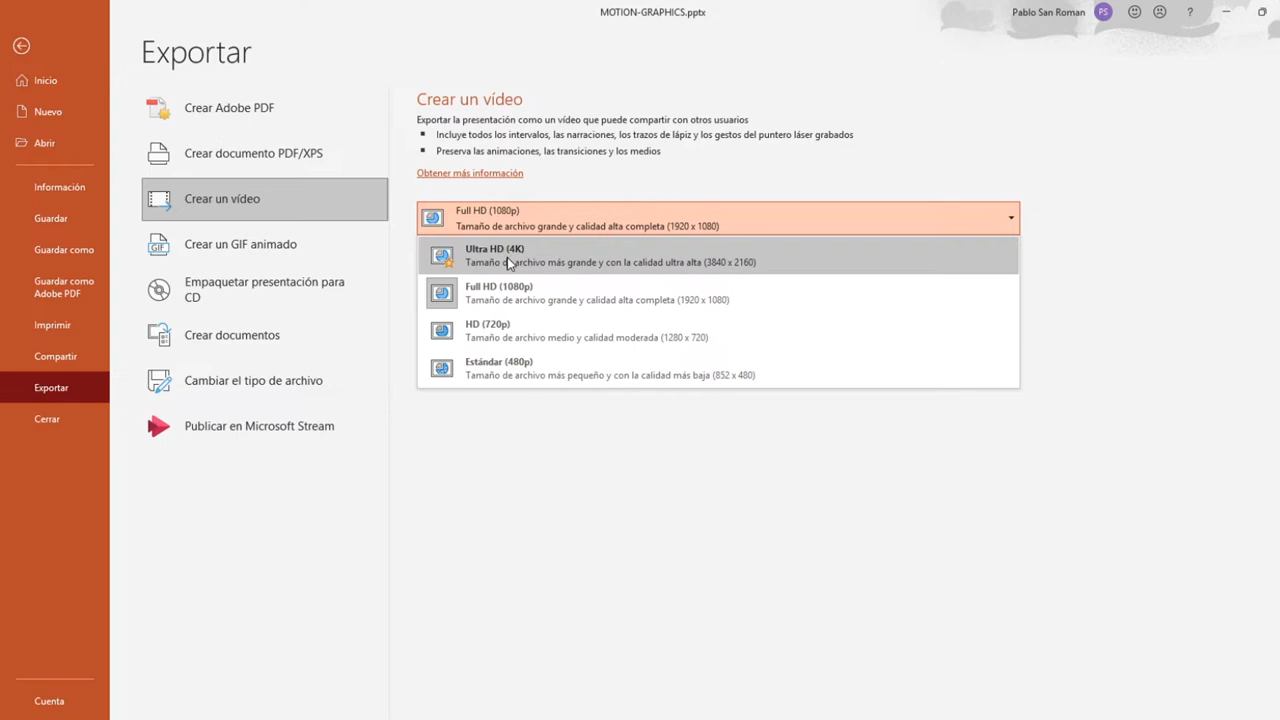 MOTION-GRAPHICS.pptx
Pablo San Roman
PS
?
Exportar
Inicio
Nuevo
Abrir
Información
Guardar
Guardar como
Guardar como
Adobe PDF
Imprimir
Compartir
Exportar
Cerrar
Cuenta
Crear Adobe PDF
Crear documento PDF/XPS
Crear un vídeo
GIF
Crear un GIF animado
Empaquetar presentación para
CD
Crear documentos
Cambiar el tipo de archivo
Publicar en Microsoft Stream
Crear un vídeo
Exportar la presentación como un vídeo que puede compartir con otros usuarios
Incluye todos los intervalos, las narraciones, los trazos de lápiz y los gestos del puntero láser grabados
Preserva las animaciones, las transiciones y los medios
Obtener más información
Full HD (1080p)
Tamaño de archivo grande y calidad alta completa (1920 x 1080)
Ultra HD (4K)
Tamaño de archivo más grande y con la calidad ultra alta (3840 x 2160)
Full HD (1080p)
Tamaño de archivo grande y calidad alta completa (1920 x 1080)
HD (720p)
Tamaño de archivo medio y calidad moderada (1280 x 720)
Estándar (480p)
Tamaño de archivo más pequeño y con la calidad más baja (852 x 480)